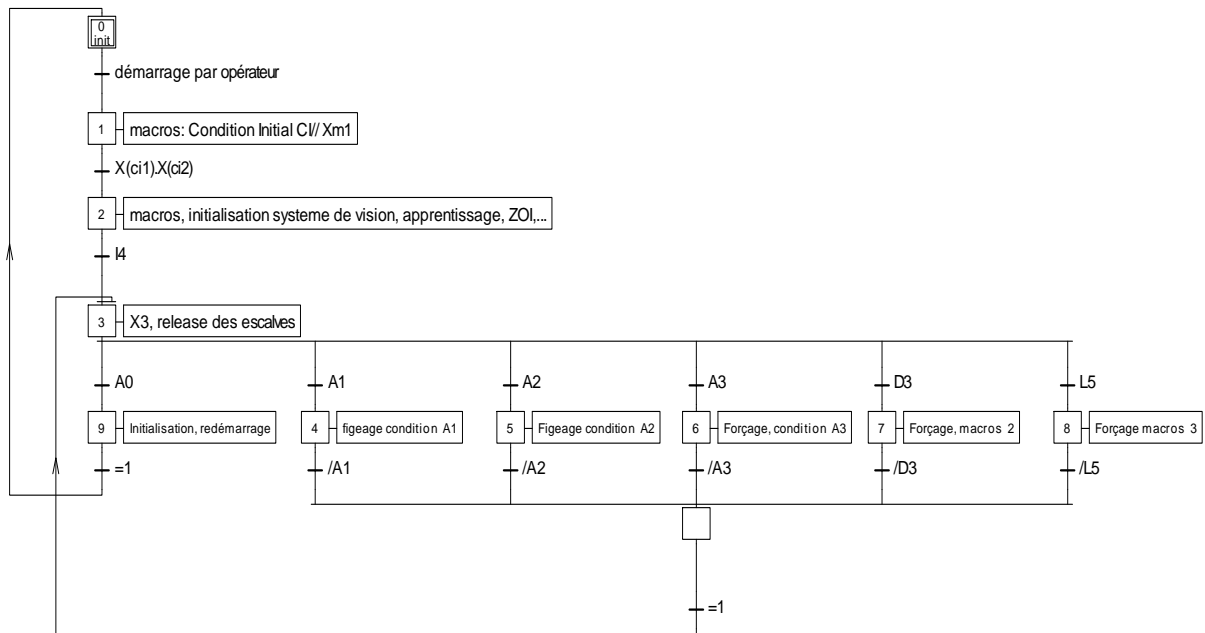 0
init
démarrage par opérateur
1
macros: Condition Initial CI// Xm1
X(ci1).X(ci2)
2
macros, initialisation systeme de vision, apprentissage, ZOI,...
I4
3
X3, release des escalves
A0
A1
A2
A3
D3
L5
9
Initialisation, redémarrage
4
figeage condition A1
5
Figeage condition A2
6
Forçage, condition A3
7
Forçage, macros 2
8
Forçage macros 3
=1
/A1
/A2
/A3
/D3
/L5
=1